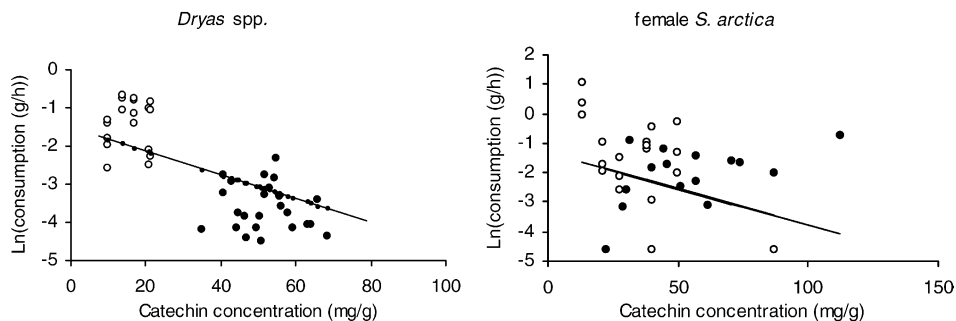 Dryas spp.
0
-1
-2
-3
-4
-5
Ln(consumption (g/h))
0 20 40 60 80 100
Catechin concentration (mg/g)
female S. arctica
2
1
0
-1
-2
-3
-4
-5
Ln(consumption (g/h))
0 50 100 150
Catechin concentration (mg/g)